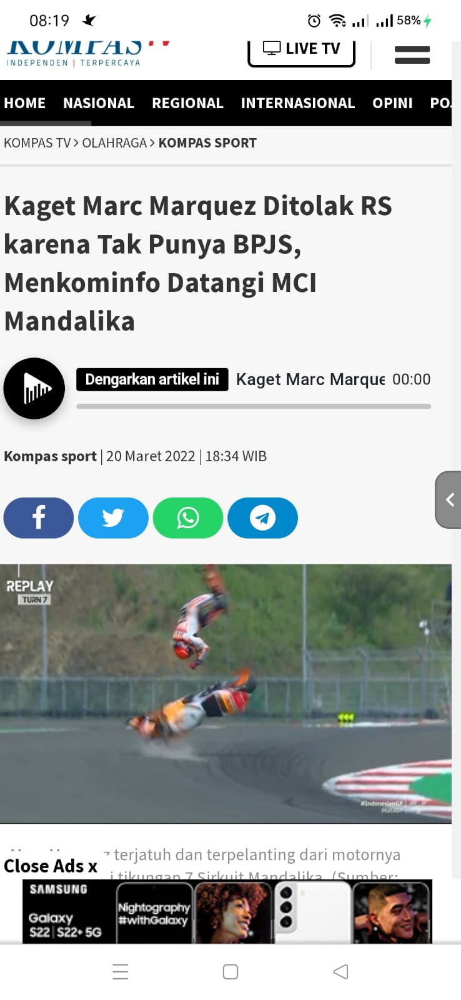 08:19
58%
KOMPAS TV
INDEPENDEN | TERPERCAYA
LIVE TV
HOME NASIONAL REGIONAL INTERNASIONAL OPINI PO
KOMPAS TV > OLAHRAGA > KOMPAS SPORT
Kaget Marc Marquez Ditolak RS
karena Tak Punya BPJS,
Menkominfo Datangi MCI
Mandalika
Dengarkan artikel ini Kaget Marc Marque 00:00
Kompas sport | 20 Maret 2022 | 18:34 WIB
REPLAY
TURN 7
#IndonesianGP
MotoGP
terjatuh dan terpelanting dari motornya
i tikungan 7 Sirkuit Mandalika. (Sumber:
Close Ads x
SAMSUNG
Galaxy
S22 | S22+ 5G
Nightography
#withGalaxy